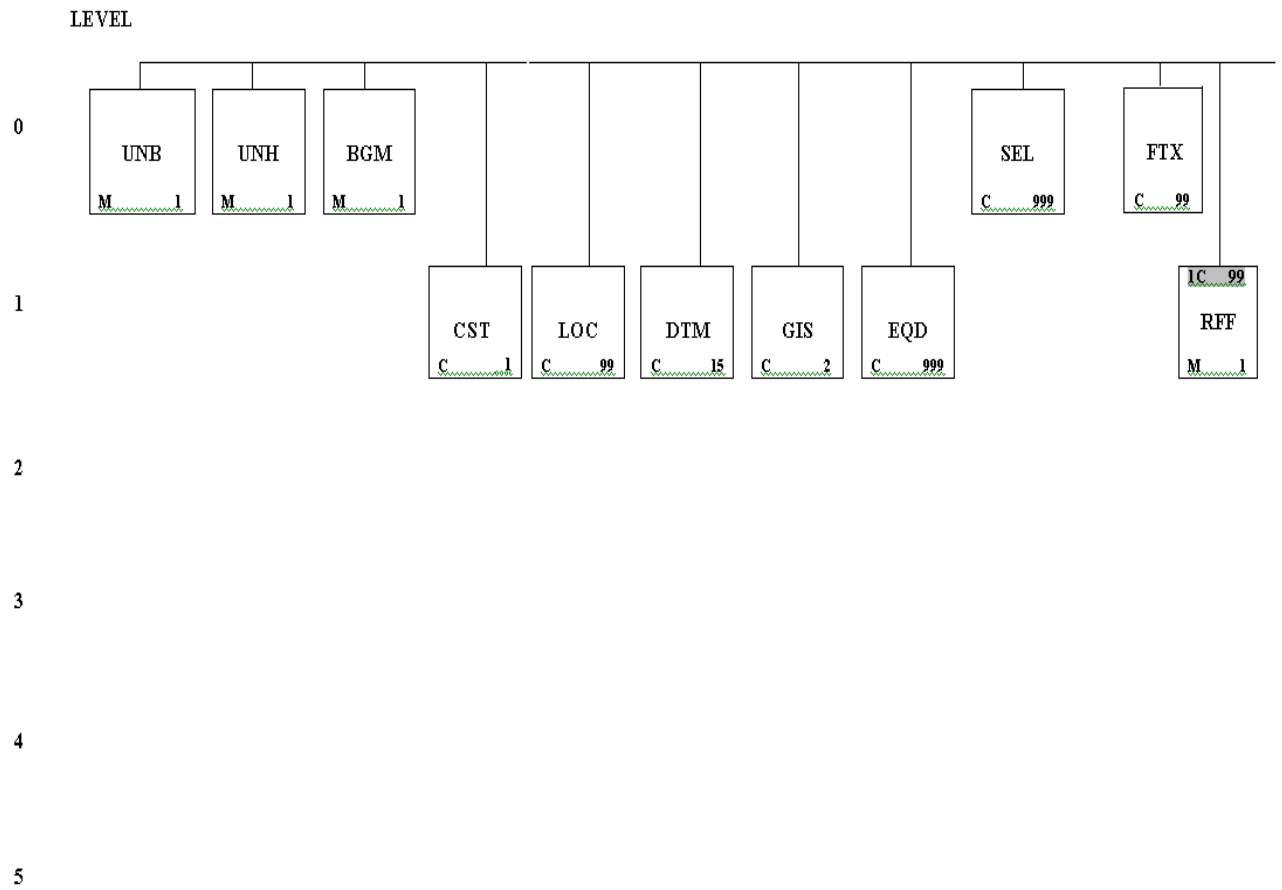 LEVEL
0
UNB
M 1
UNH
M 1
BGM
M 1
SEL
C 999
FTX
C 99
1
CST
C 1
LOC
C 99
DTM
C 15
GIS
C 2
EQD
C 999
1C 99
RFF
M 1
2
3
4
5